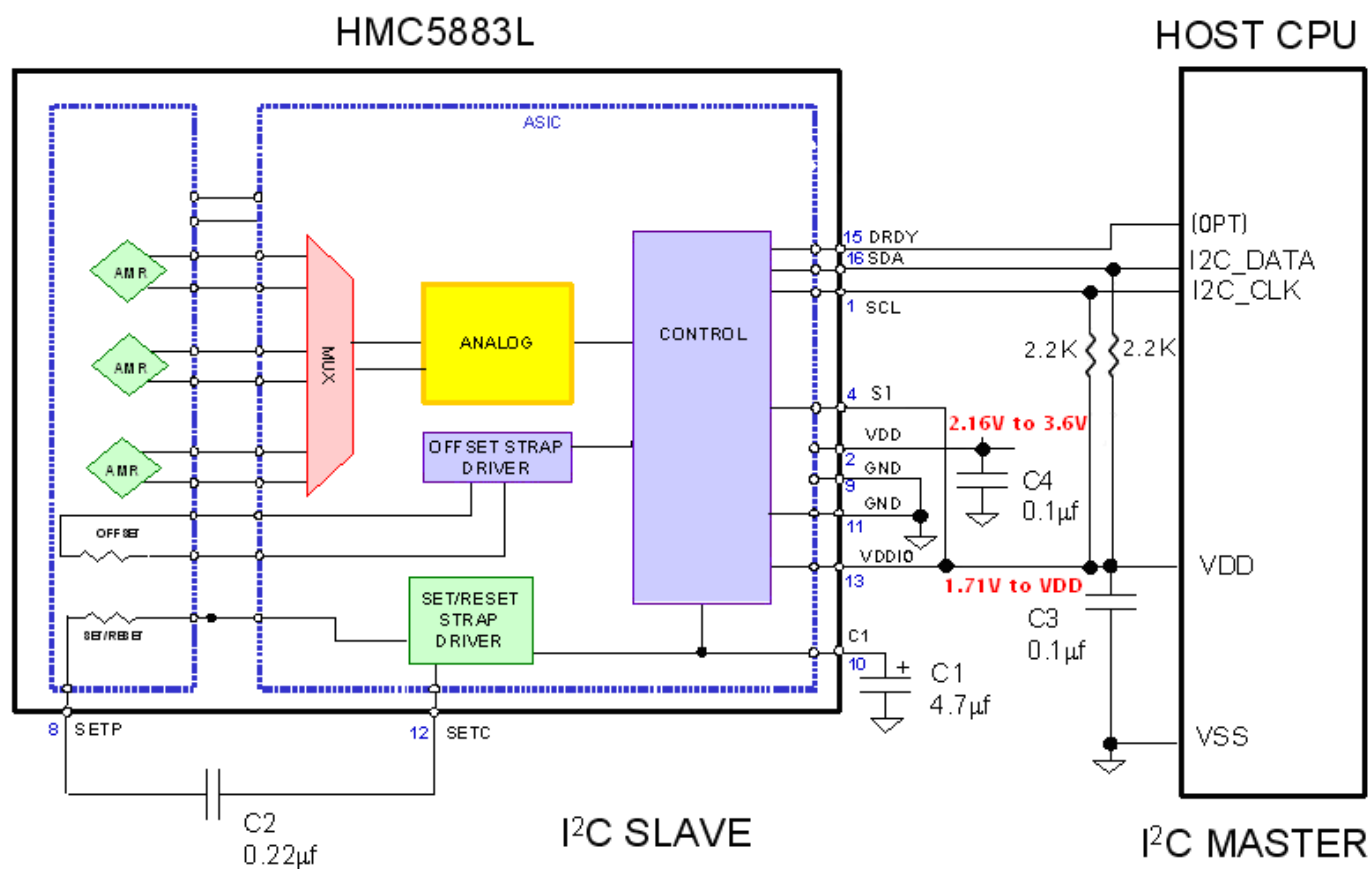 HMC5883L
HOST CPU
ASIC
AMR
AMR
AMR
MUX
ANALOG
CONTROL
OFFSET STRAP
DRIVER
OFFSET
SET/RESET
SET/RESET
STRAP
DRIVER
15 DRDY
16 SDA
1 SCL
4 S1
VDD
2
GND
9
GND
11
VDDIO
13
C1
10
(OPT)
I2C_DATA
I2C_CLK
2.2K
2.2K
2.16V to 3.6V
C4
0.1µf
1.71V to VDD
VDD
C3
0.1µf
+
C1
4.7µf
VSS
8 SETP
12 SETC
C2
0.22µf
I²C SLAVE
I²C MASTER